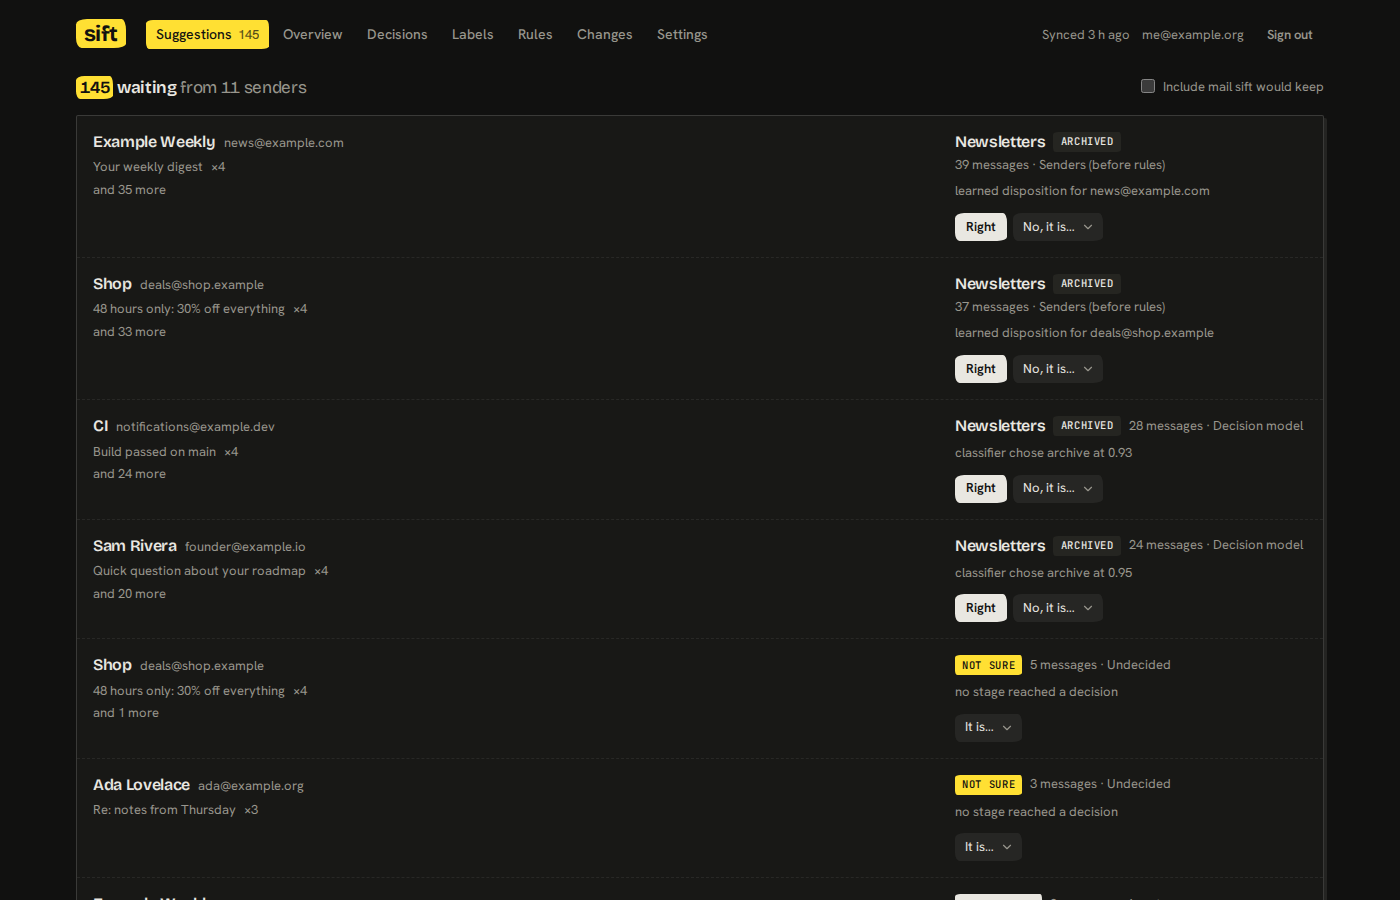 sift Suggestions 145 Overview Decisions Labels Rules Changes Settings Synced 3 h ago me@example.org Sign out
145 waiting from 11 senders Include mail sift would keep
Example Weekly news@example.com
Your weekly digest ×4
and 35 more
Newsletters ARCHIVED
39 messages · Senders (before rules)
learned disposition for news@example.com
Right No, it is...
Shop deals@shop.example
48 hours only: 30% off everything ×4
and 33 more
Newsletters ARCHIVED
37 messages · Senders (before rules)
learned disposition for deals@shop.example
Right No, it is...
CI notifications@example.dev
Build passed on main ×4
and 24 more
Newsletters ARCHIVED 28 messages · Decision model
classifier chose archive at 0.93
Right No, it is...
Sam Rivera founder@example.io
Quick question about your roadmap ×4
and 20 more
Newsletters ARCHIVED 24 messages · Decision model
classifier chose archive at 0.95
Right No, it is...
Shop deals@shop.example
48 hours only: 30% off everything ×4
and 1 more
NOT SURE 5 messages · Undecided
no stage reached a decision
It is...
Ada Lovelace ada@example.org
Re: notes from Thursday ×3
NOT SURE 3 messages · Undecided
no stage reached a decision
It is...